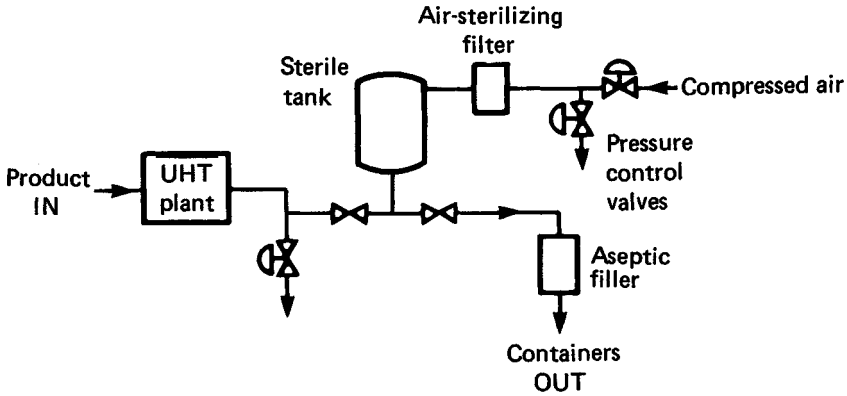 Air-sterilizing
filter
Sterile
tank
Compressed air
Pressure
control
valves
Product
IN
UHT
plant
Aseptic
filler
Containers
OUT